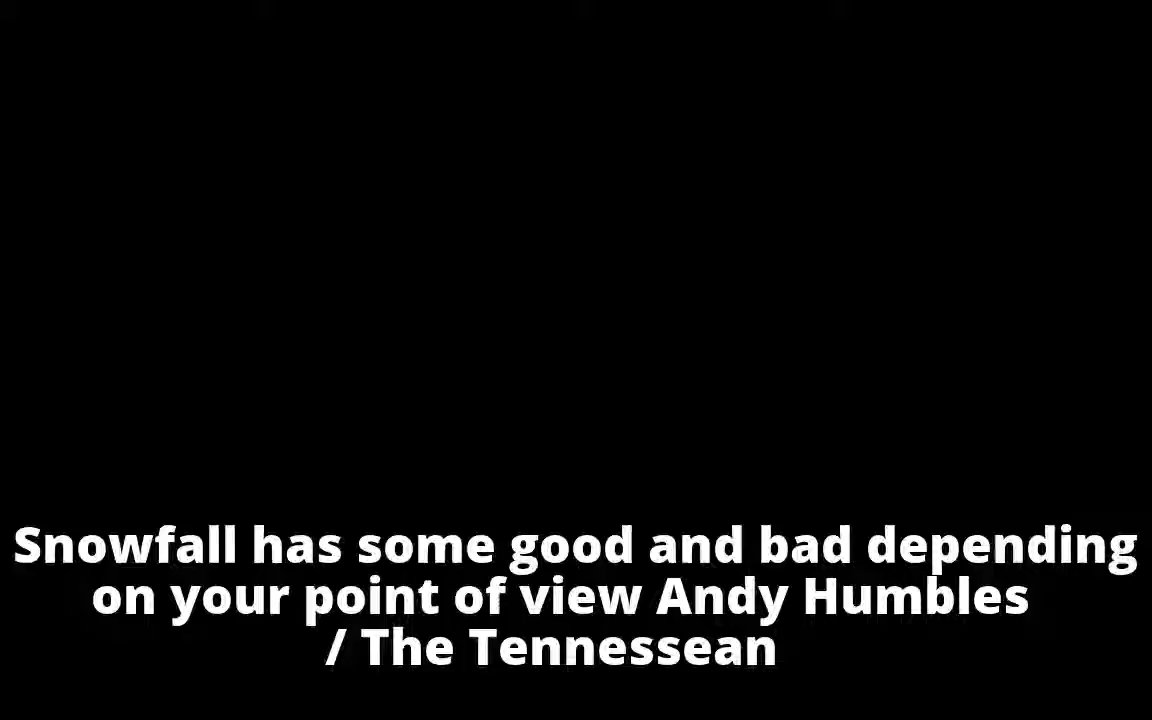 Snowfall has some good and bad depending
on your point of view Andy Humbles
/ The Tennessean